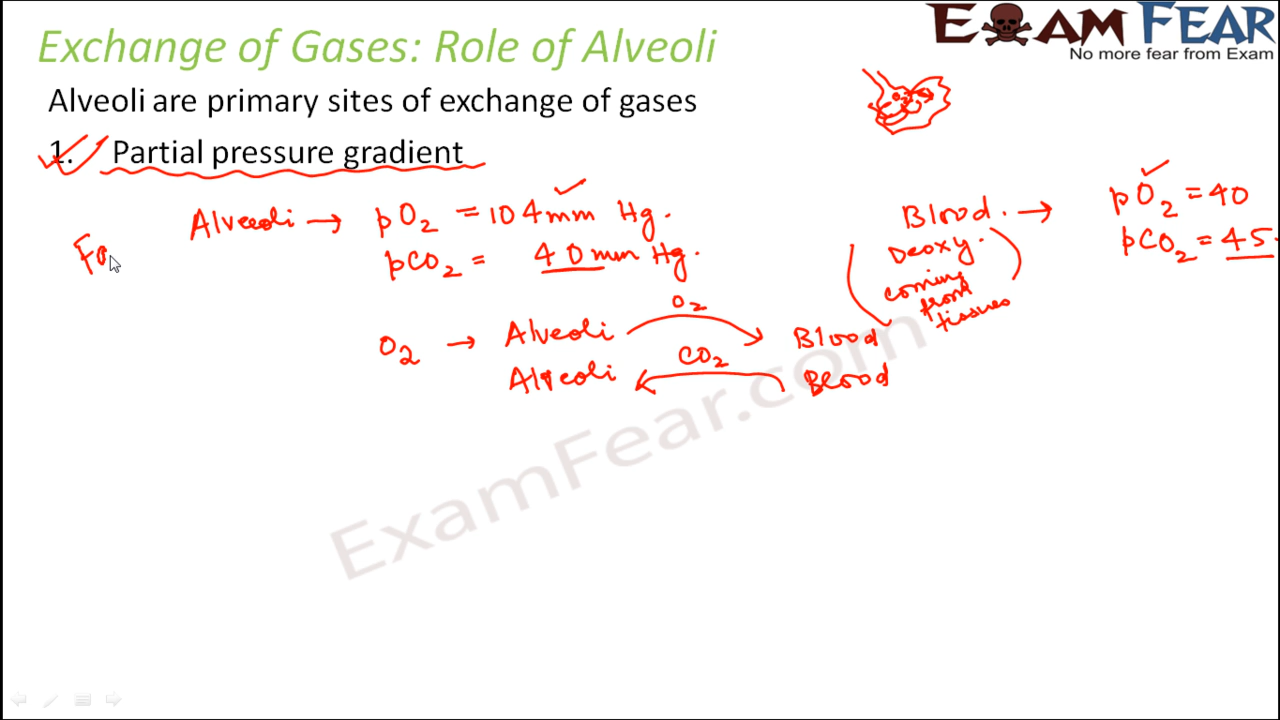 Exchange of Gases: Role of Alveoli
EXAMFEAR
No more fear from Exam
Alveoli are primary sites of exchange of gases
1. Partial pressure gradient
Alveoli → pO2 = 104mm Hg.
pCO2 = 40 mm Hg.
Blood. → pO2 = 40
pCO2 = 45.
Deoxy.
coming
from
tissues
Fo
O2 → Alveoli O2 Blood
Alveoli CO2 Blood
ExamFear.com